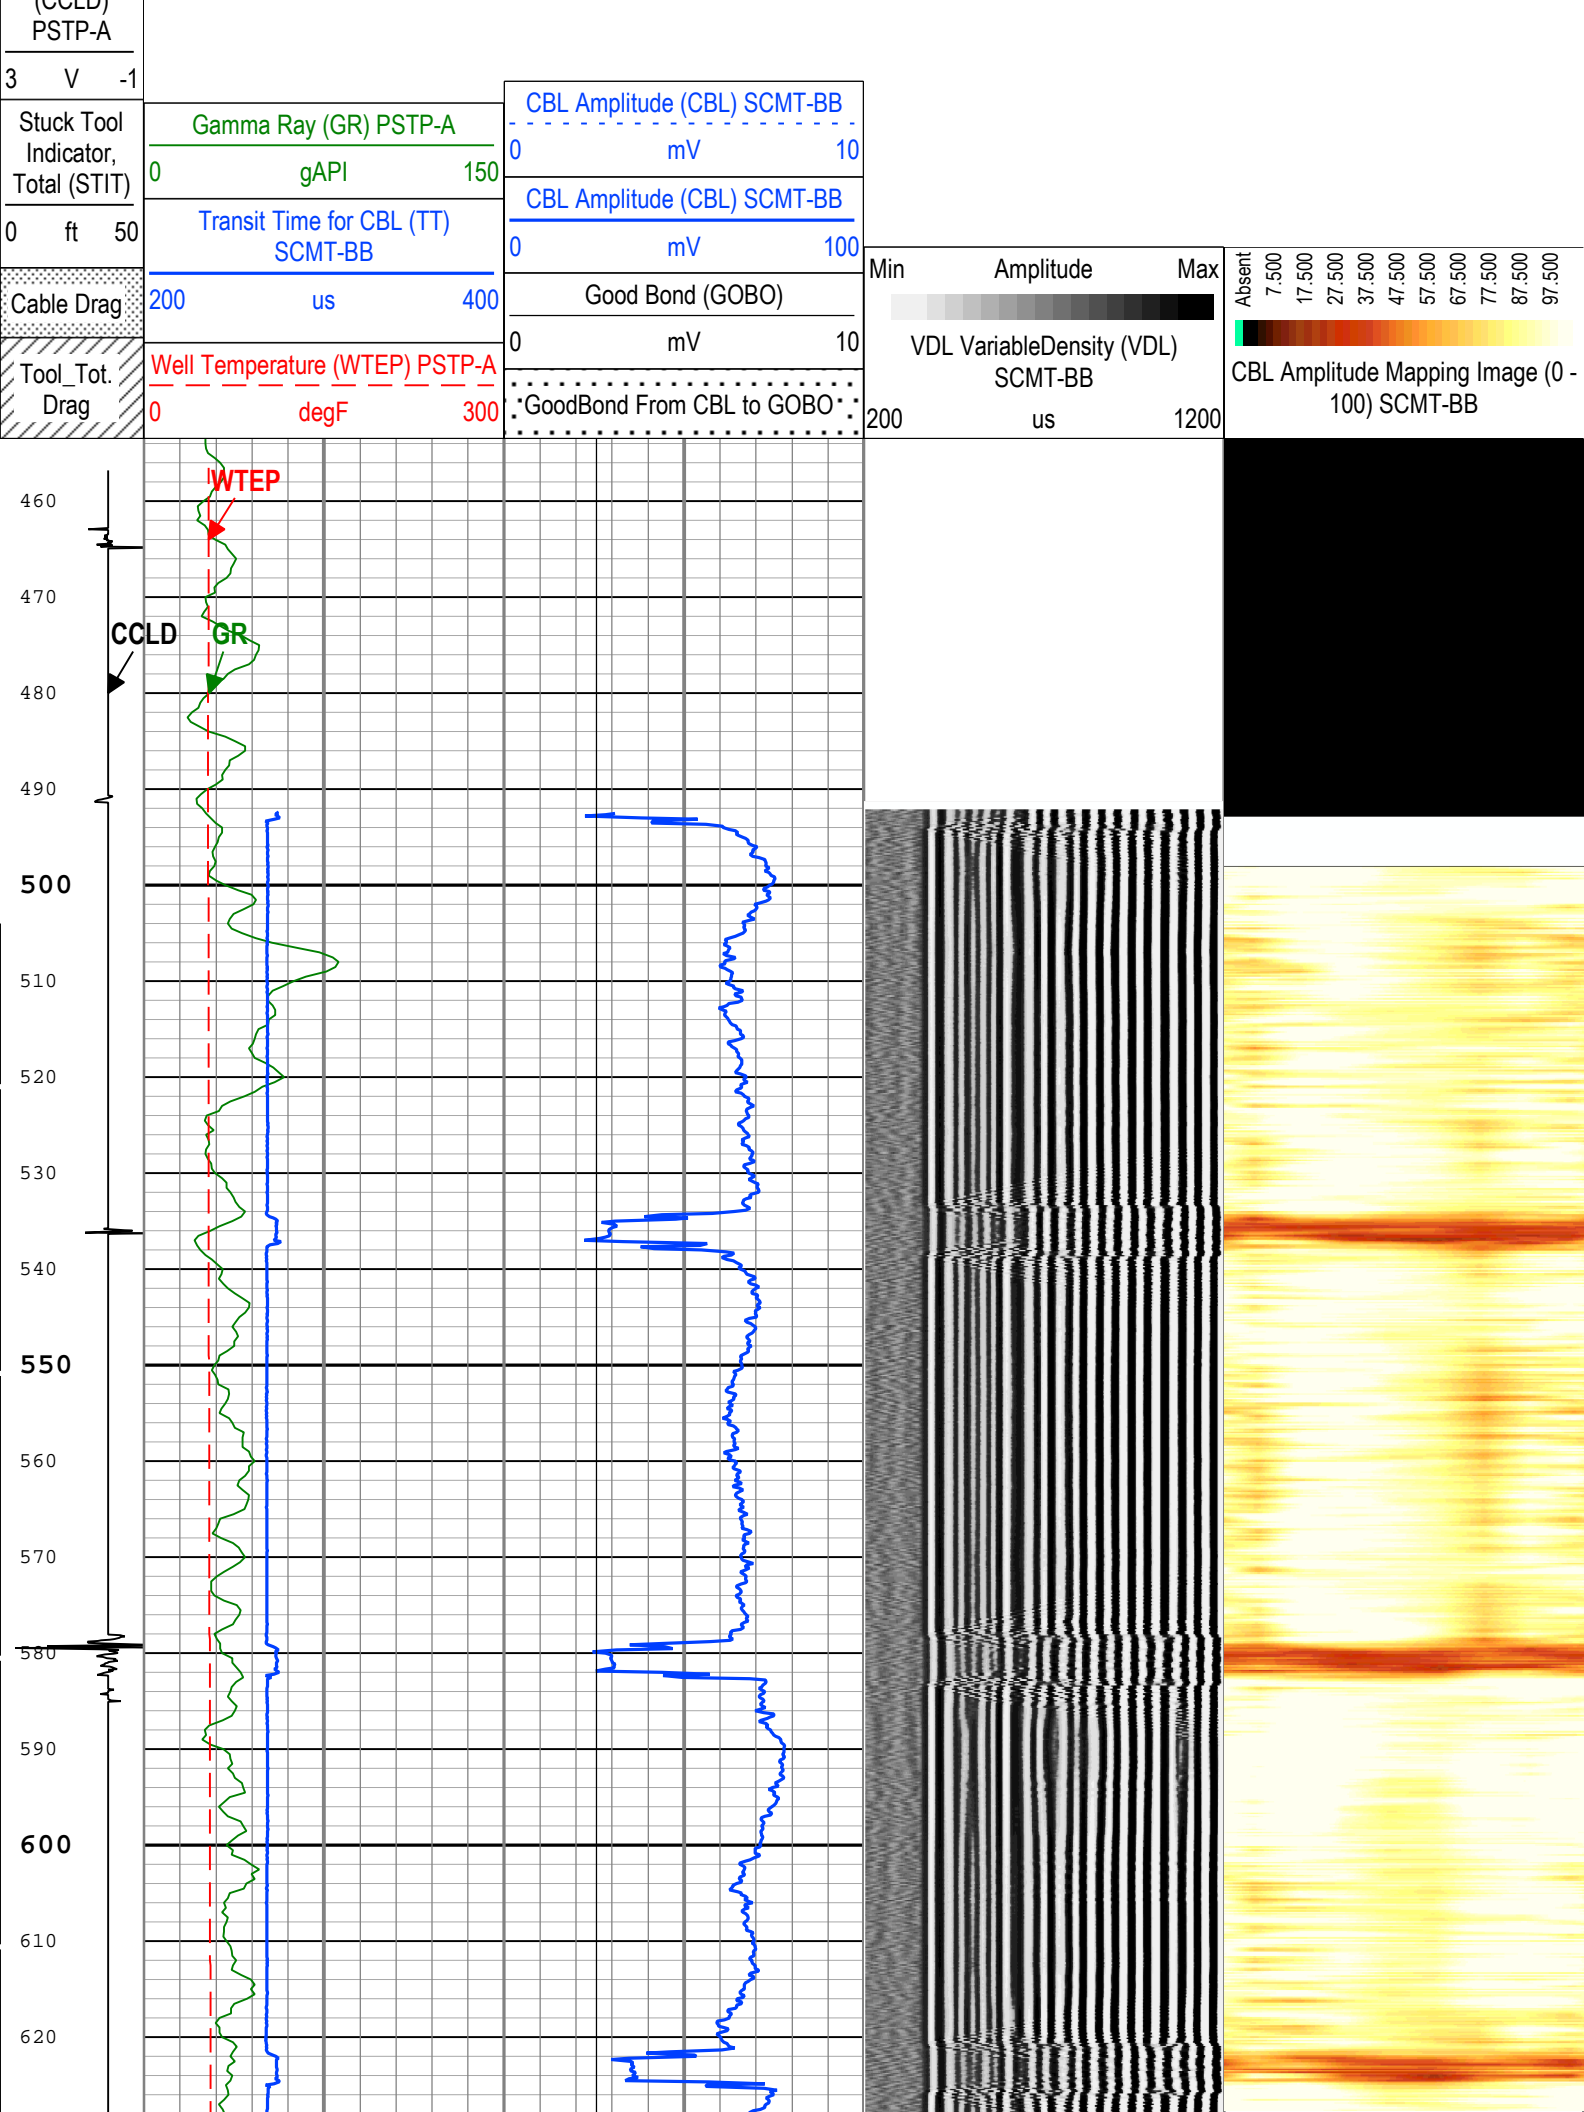 (CCLD)
PSTP-A
3 V -1
Stuck Tool
Indicator,
Total (STIT)
0 ft 50
Cable Drag
Tool_Tot.
Drag
Gamma Ray (GR) PSTP-A
0 gAPI 150
Transit Time for CBL (TT)
SCMT-BB
200 us 400
Well Temperature (WTEP) PSTP-A
0 degF 300
CBL Amplitude (CBL) SCMT-BB
0 mV 10
CBL Amplitude (CBL) SCMT-BB
0 mV 100
Good Bond (GOBO)
0 mV 10
GoodBond From CBL to GOBO
Min Amplitude Max
VDL VariableDensity (VDL)
SCMT-BB
200 us 1200
Absent
7.500
17.500
27.500
37.500
47.500
57.500
67.500
77.500
87.500
97.500
CBL Amplitude Mapping Image (0 -
100) SCMT-BB
WTEP
460
470
CCLD GR
480
490
500
510
520
530
540
550
560
570
580
590
600
610
620